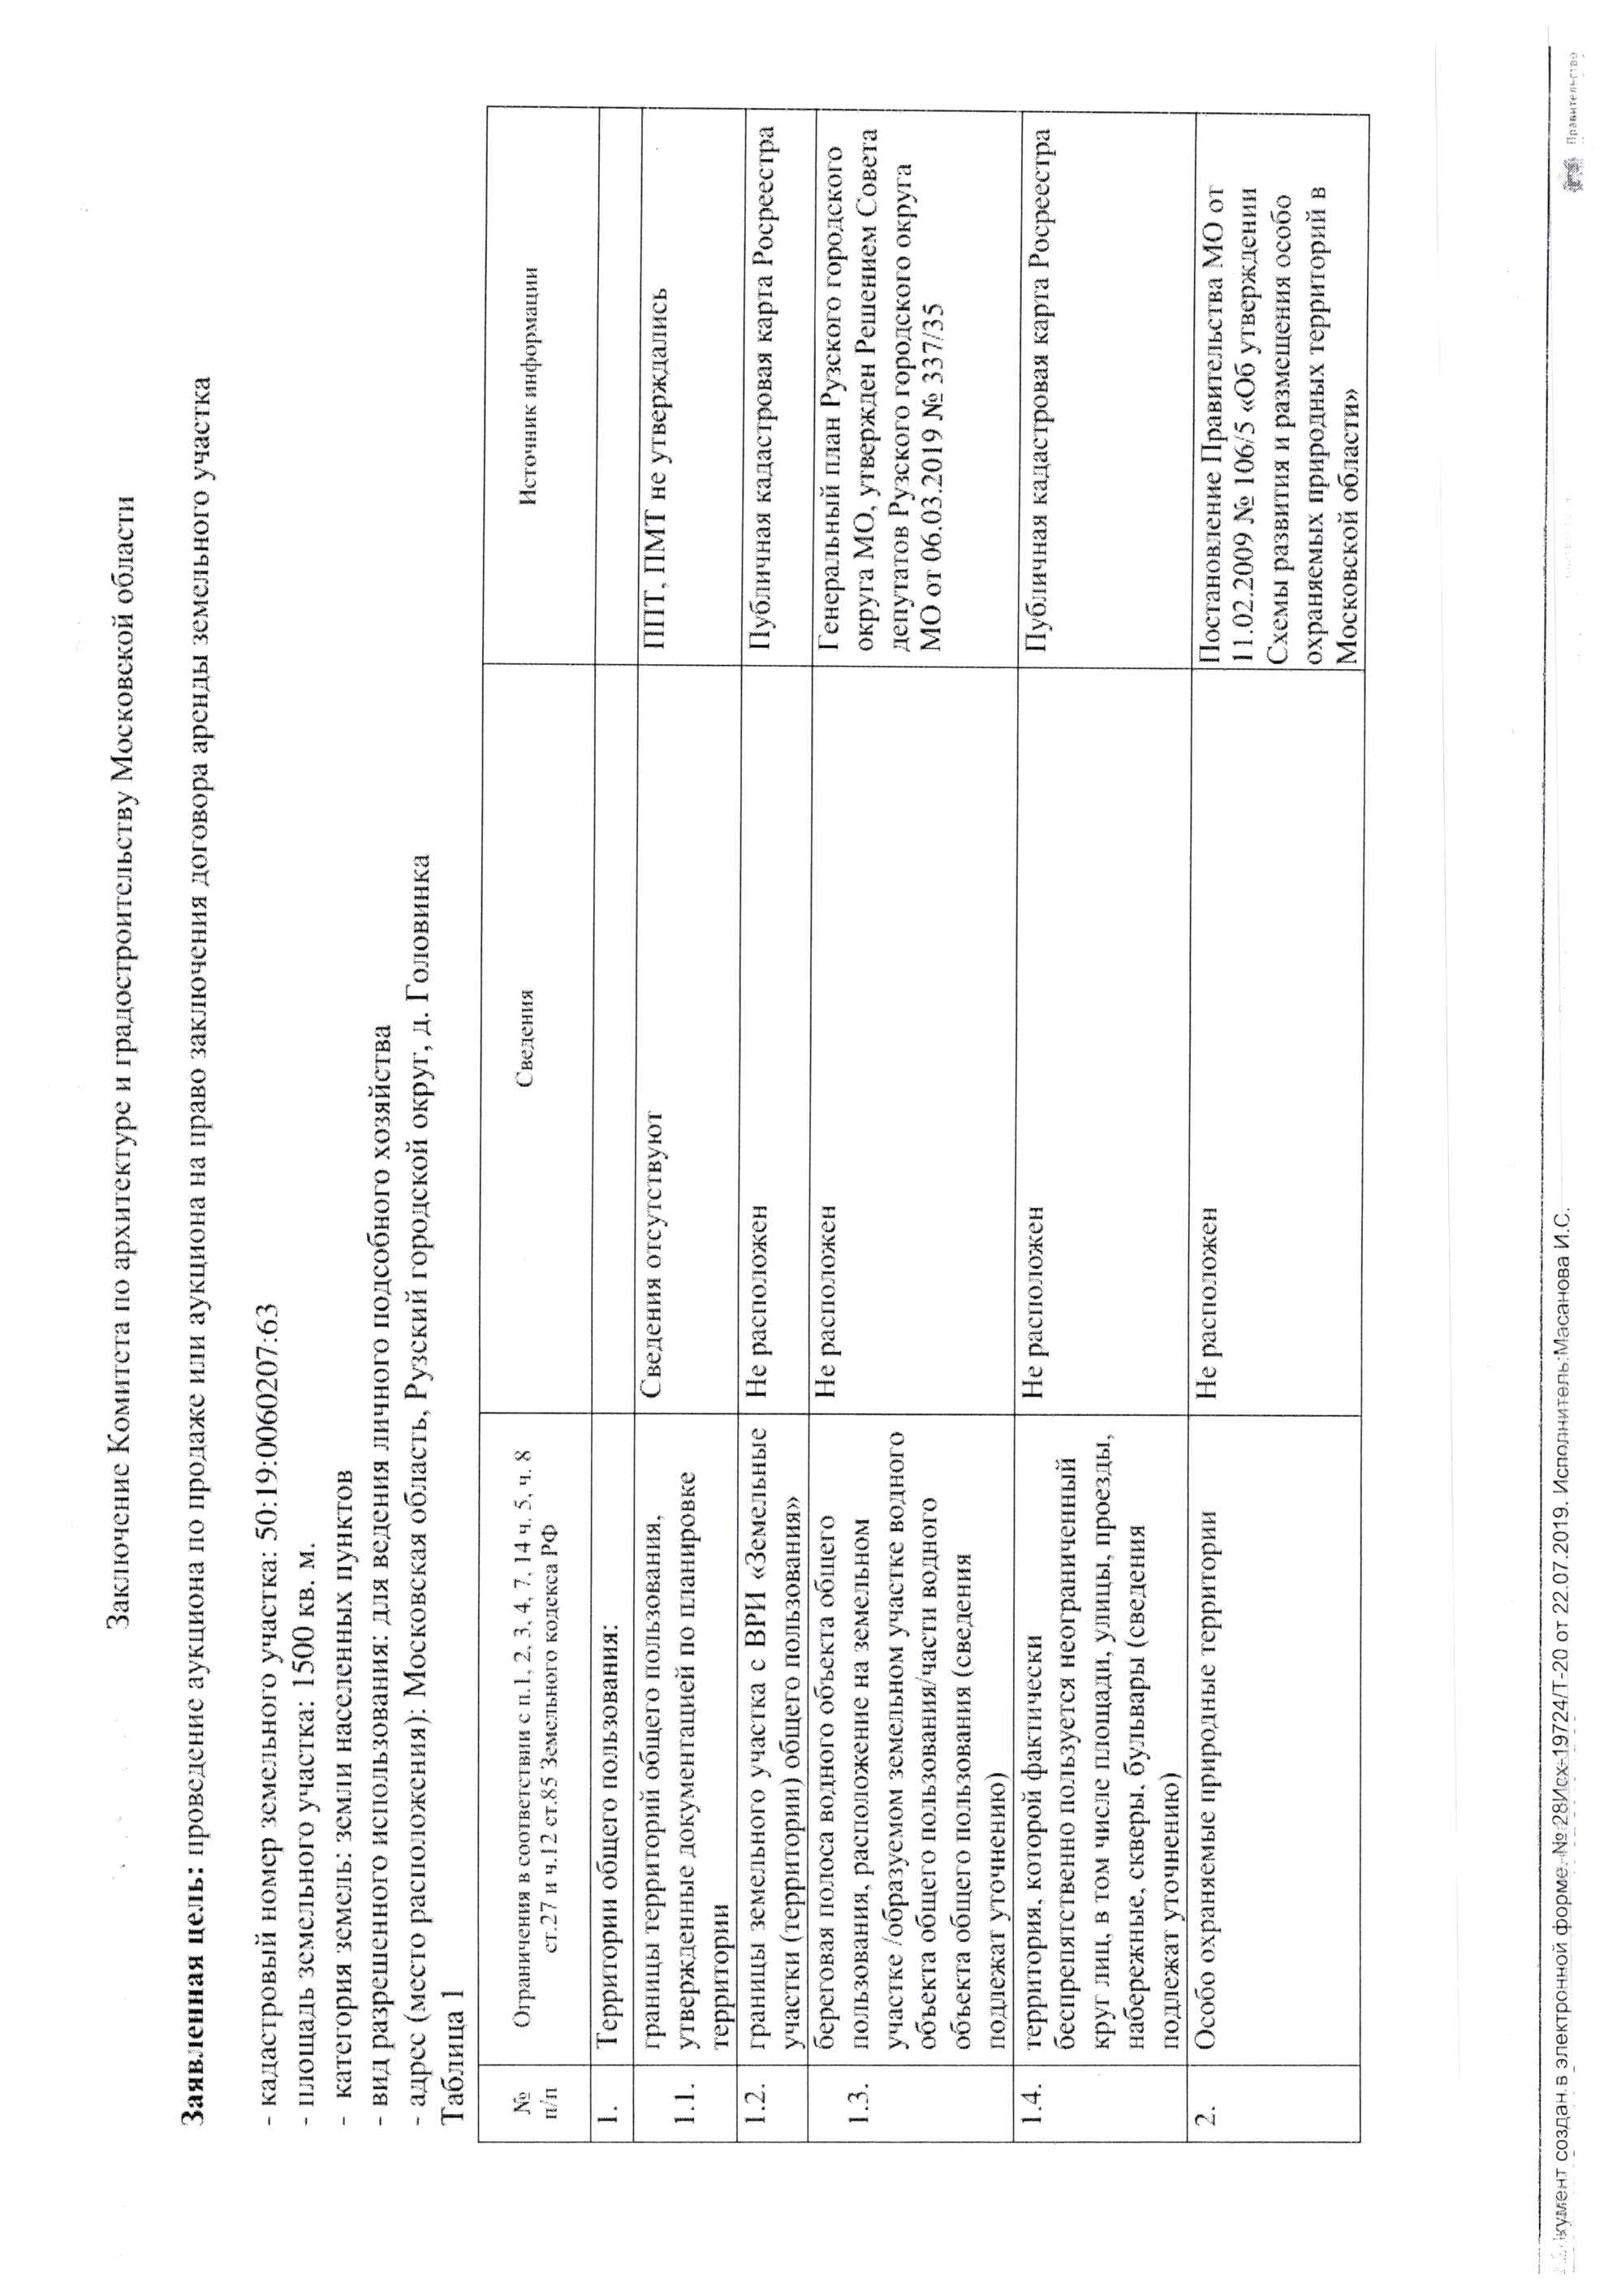 Заключение Комитета по архитектуре и градостроительству Московской области
Заявленная цель: проведение аукциона по продаже или аукциона на право заключения договора аренды земельного участка
- кадастровый номер земельного участка: 50:19:0060207:63
- площадь земельного участка: 1500 кв. м.
- категория земель: земли населенных пунктов
- вид разрешенного использования: для ведения личного подсобного хозяйства
- адрес (место расположения): Московская область, Рузский городской округ, д. Головинка
Таблица 1
№
п/п
Ограничения в соответствии с п.1, 2, 3, 4, 7, 14 ч. 5, ч. 8
ст.27 и ч.12 ст.85 Земельного кодекса РФ
Сведения
Источник информации
1.
Территории общего пользования:
1.1.
границы территорий общего пользования,
утвержденные документацией по планировке
территории
Сведения отсутствуют
ППТ, ПМТ не утверждались
1.2.
границы земельного участка с ВРИ «Земельные
участки (территории) общего пользования»
Не расположен
Публичная кадастровая карта Росреестра
1.3.
береговая полоса водного объекта общего
пользования, расположение на земельном
участке /образуемом земельном участке водного
объекта общего пользования/части водного
объекта общего пользования (сведения
подлежат уточнению)
Не расположен
Генеральный план Рузского городского
округа МО, утвержден Решением Совета
депутатов Рузского городского округа
МО от 06.03.2019 № 337/35
1.4.
территория, которой фактически
беспрепятственно пользуется неограниченный
круг лиц, в том числе площади, улицы, проезды,
набережные, скверы, бульвары (сведения
подлежат уточнению)
Не расположен
Публичная кадастровая карта Росреестра
2.
Особо охраняемые природные территории
Не расположен
Постановление Правительства МО от
11.02.2009 № 106/5 «Об утверждении
Схемы развития и размещения особо
охраняемых природных территорий в
Московской области»
кумент создан в электронной форме. № 28Исх-19724/Т-20 от 22.07.2019. Исполнитель:Масанова И.С.
Правительство